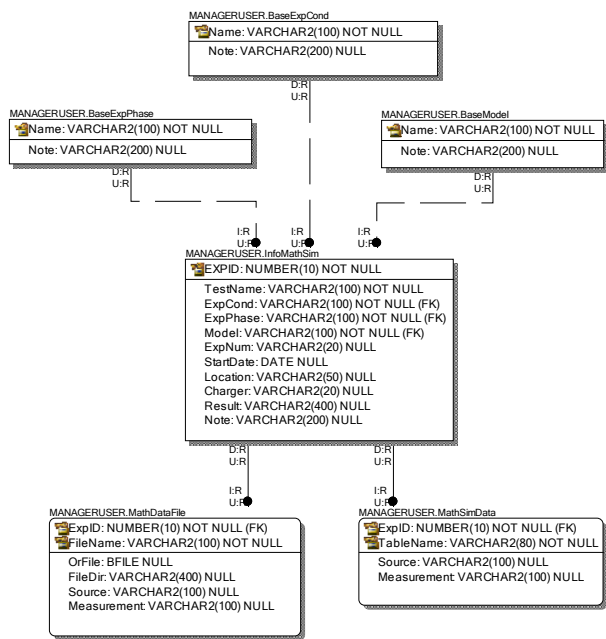 MANAGERUSER.BaseExpCond
Name: VARCHAR2(100) NOT NULL
Note: VARCHAR2(200) NULL
D:R
U:R
MANAGERUSER.BaseExpPhase
Name: VARCHAR2(100) NOT NULL
Note: VARCHAR2(200) NULL
D:R
U:R
MANAGERUSER.BaseModel
Name: VARCHAR2(100) NOT NULL
Note: VARCHAR2(200) NULL
D:R
U:R
I:R
U:R
I:R
U:R
I:R
U:R
MANAGERUSER.InfoMathSim
EXPID: NUMBER(10) NOT NULL
TestName: VARCHAR2(100) NOT NULL
ExpCond: VARCHAR2(100) NOT NULL (FK)
ExpPhase: VARCHAR2(100) NOT NULL (FK)
Model: VARCHAR2(100) NOT NULL (FK)
ExpNum: VARCHAR2(20) NULL
StartDate: DATE NULL
Location: VARCHAR2(50) NULL
Charger: VARCHAR2(20) NULL
Result: VARCHAR2(400) NULL
Note: VARCHAR2(200) NULL
D:R
U:R
D:R
U:R
I:R
U:R
I:R
U:R
MANAGERUSER.MathDataFile
ExpID: NUMBER(10) NOT NULL (FK)
FileName: VARCHAR2(100) NOT NULL
OrFile: BFILE NULL
FileDir: VARCHAR2(400) NULL
Source: VARCHAR2(100) NULL
Measurement: VARCHAR2(100) NULL
MANAGERUSER.MathSimData
ExpID: NUMBER(10) NOT NULL (FK)
TableName: VARCHAR2(80) NOT NULL
Source: VARCHAR2(100) NULL
Measurement: VARCHAR2(100) NULL